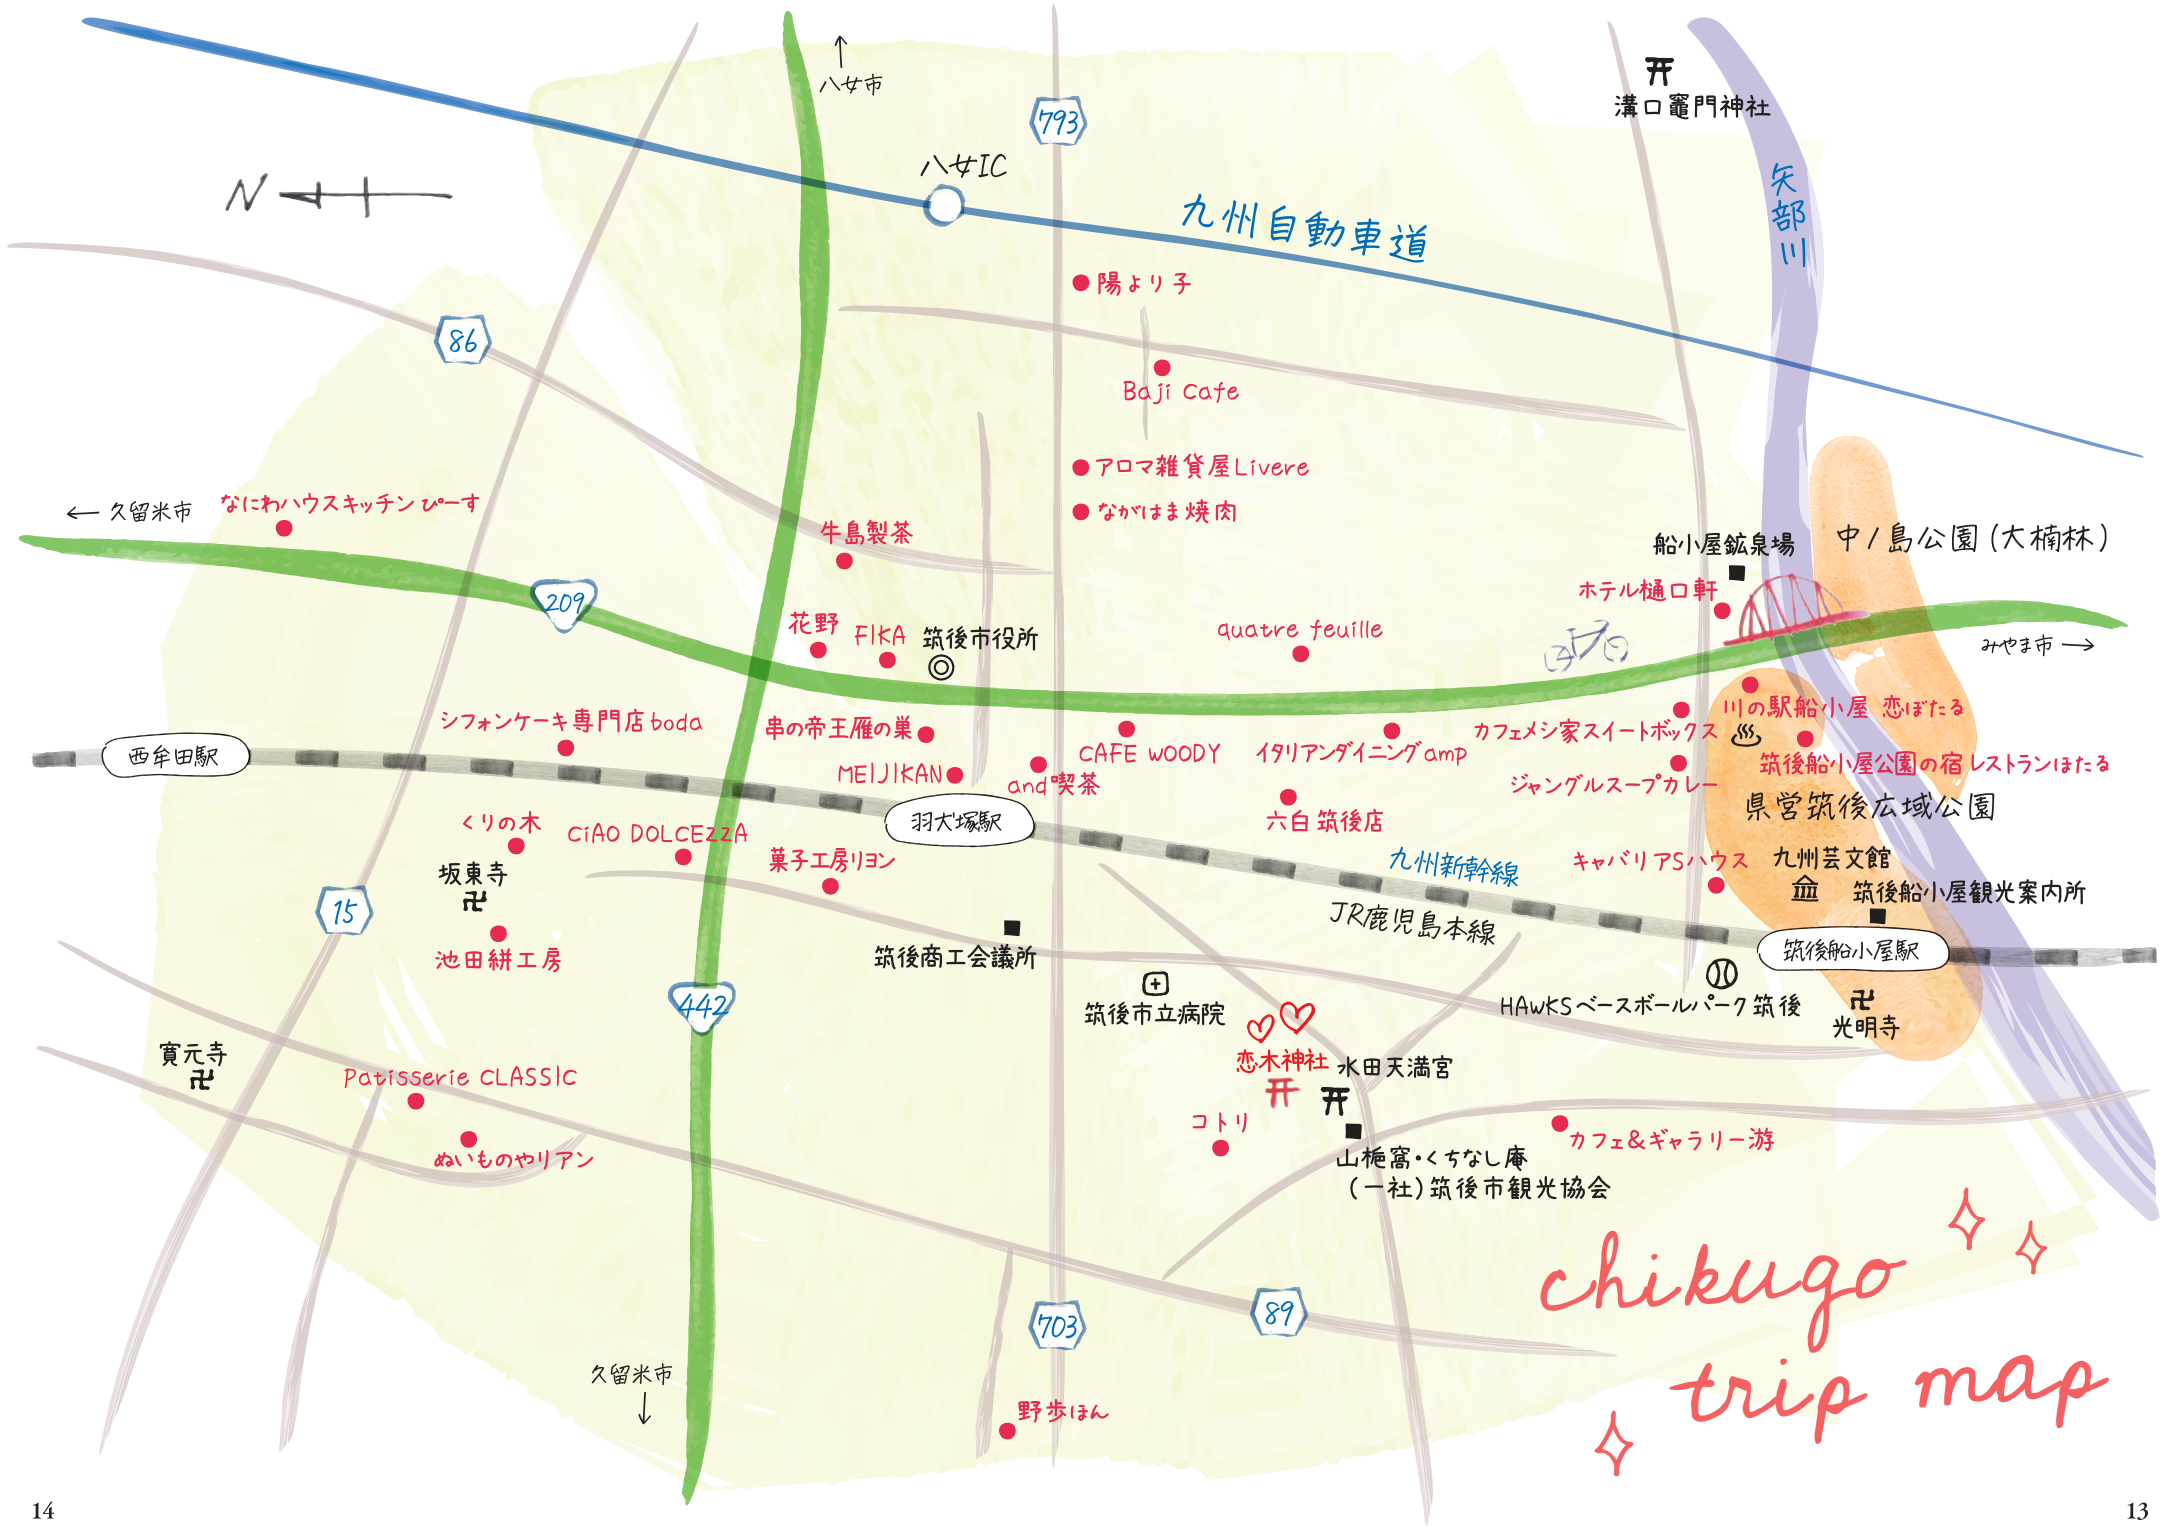 八女市
793
溝口竈門神社
八女IC
N
九州自動車道
矢部川
陽より子
86
Baji Cafe
アロマ雑貨屋Livere
ながはま焼肉
久留米市
なにわハウスキッチン ぴーす
牛島製茶
船小屋鉱泉場
中ノ島公園(大楠林)
ホテル樋口軒
209
花野
FIKA
筑後市役所
quatre feuille
みやま市
シフォンケーキ専門店boda
串の帝王雁の巣
CAFE WOODY
イタリアンダイニングamp
カフェメシ家スイートボックス
川の駅船小屋 恋ぼたる
西牟田駅
MEIJIKAN
and喫茶
ジャングルスープカレー
筑後船小屋公園の宿 レストランほたる
県営筑後広域公園
くりの木
CiAO DOLCEZZA
羽犬塚駅
六白 筑後店
坂東寺
菓子工房リヨン
九州新幹線
キャバリアSハウス
九州芸文館
筑後船小屋観光案内所
15
JR鹿児島本線
池田絣工房
筑後商工会議所
筑後船小屋駅
442
筑後市立病院
HAWKSベースボールパーク筑後
光明寺
寛元寺
恋木神社
水田天満宮
Patisserie CLASSIC
コトリ
カフェ&ギャラリー游
ぬいものやリアン
山梔窩・くちなし庵
(一社)筑後市観光協会
703
89
久留米市
野歩ほん
chikugo
trip map
14
13